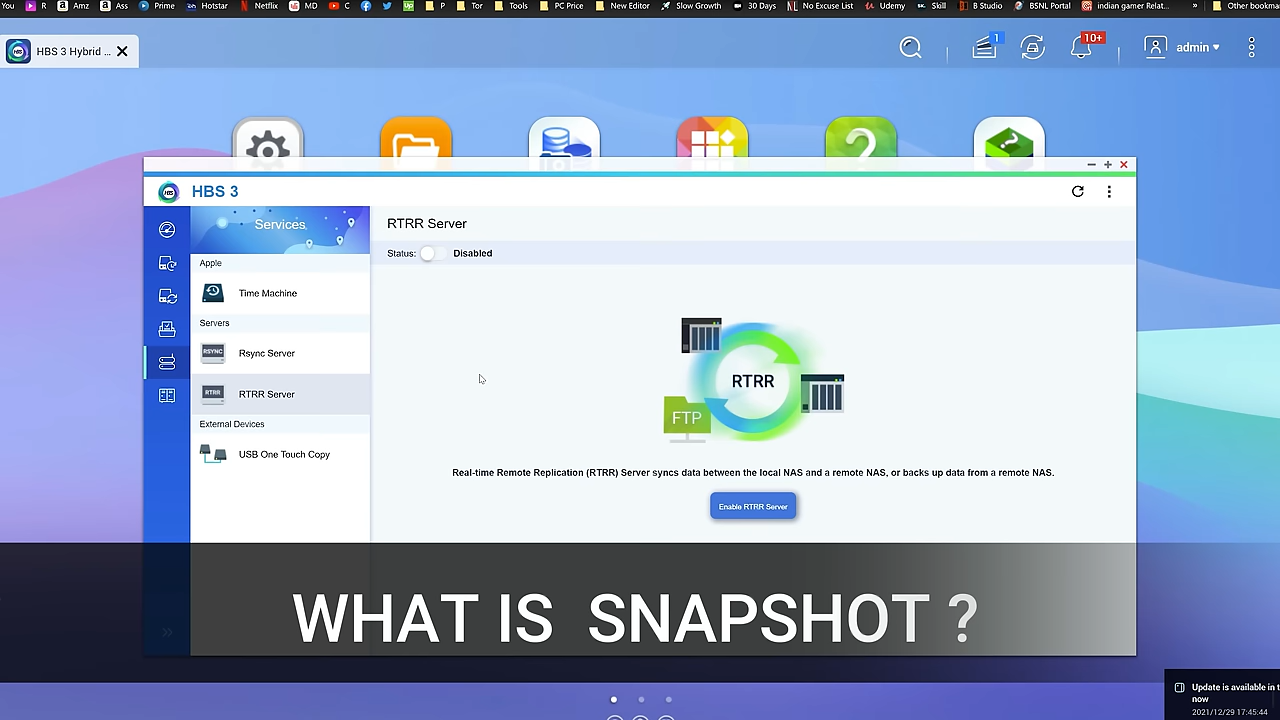 You
R
Amz
Ass
Prime
Hotstar
Netflix
MD
C
Twitter
P
Tor
Tools
PC Price
New Editor
Slow Growth
30 Days
No Excuse List
Udemy
Skill
B Studio
BSNL Portal
indian gamer Relat...
»
Other bookma
HBS 3 Hybrid ...
1
10+
admin
HBS 3
Services
RTRR Server
Status: Disabled
Apple
Time Machine
Servers
RSYNC
Rsync Server
RTRR
RTRR Server
External Devices
USB One Touch Copy
RTRR
FTP
Real-time Remote Replication (RTRR) Server syncs data between the local NAS and a remote NAS, or backs up data from a remote NAS.
Enable RTRR Server
WHAT IS SNAPSHOT ?
Update is available in t
now
2021/12/29 17:45:44